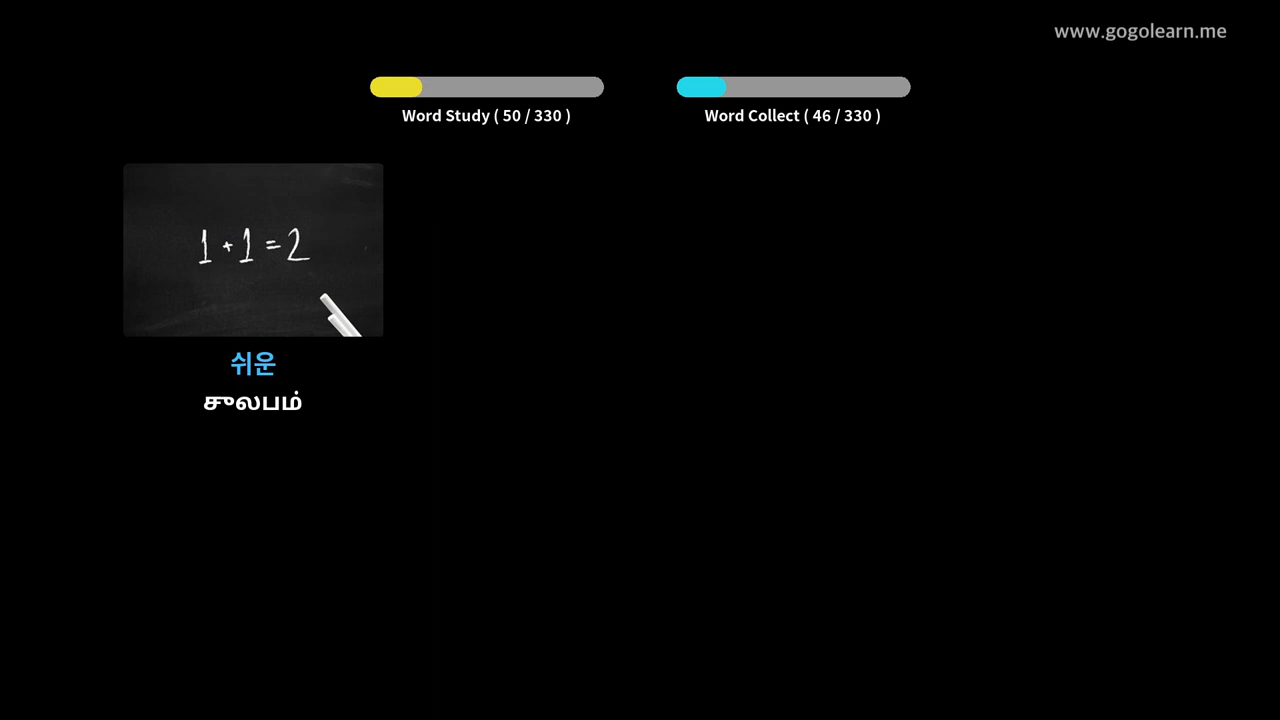 www.gogolearn.me
Word Study ( 50 / 330 )
Word Collect ( 46 / 330 )
1 + 1 = 2
쉬운
சுலபம்